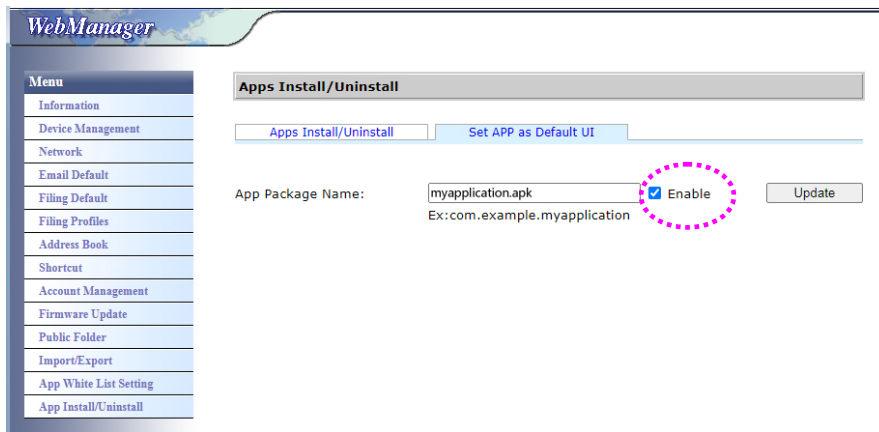 WebManager
Menu
Information
Device Management
Network
Email Default
Filing Default
Filing Profiles
Address Book
Shortcut
Account Management
Firmware Update
Public Folder
Import/Export
App White List Setting
App Install/Uninstall
Apps Install/Uninstall
Apps Install/Uninstall Set APP as Default UI
App Package Name: myapplication.apk Enable Update
Ex:com.example.myapplication